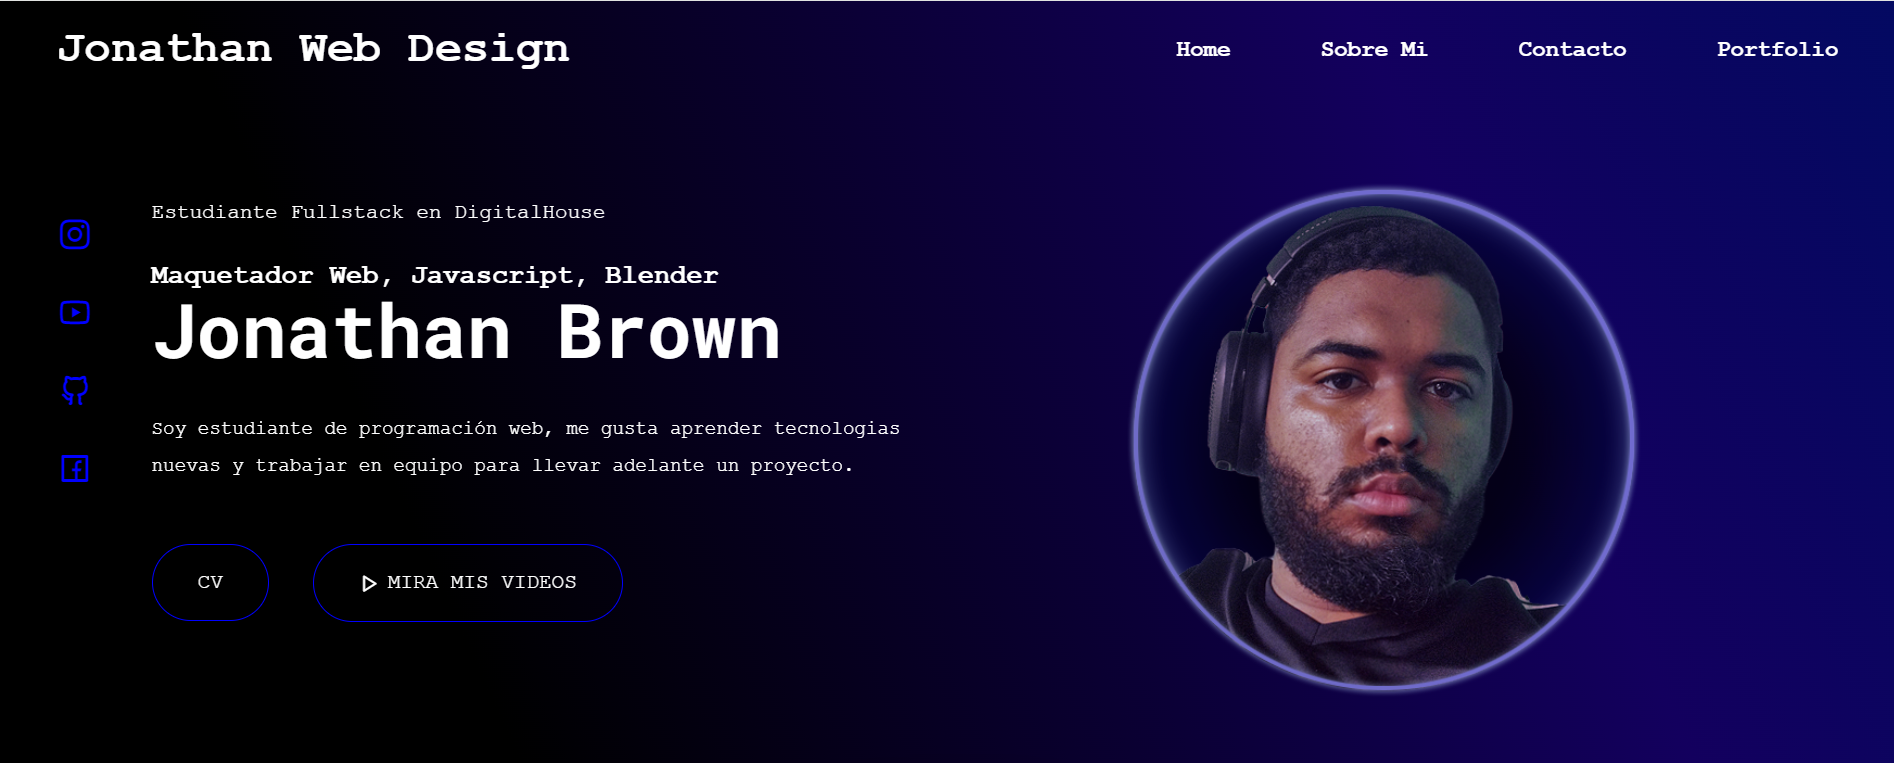 Jonathan Web Design
Home
Sobre Mi
Contacto
Portfolio
Estudiante Fullstack en DigitalHouse
Maquetador Web, Javascript, Blender
Jonathan Brown
Soy estudiante de programación web, me gusta aprender tecnologias
nuevas y trabajar en equipo para llevar adelante un proyecto.
CV
MIRA MIS VIDEOS